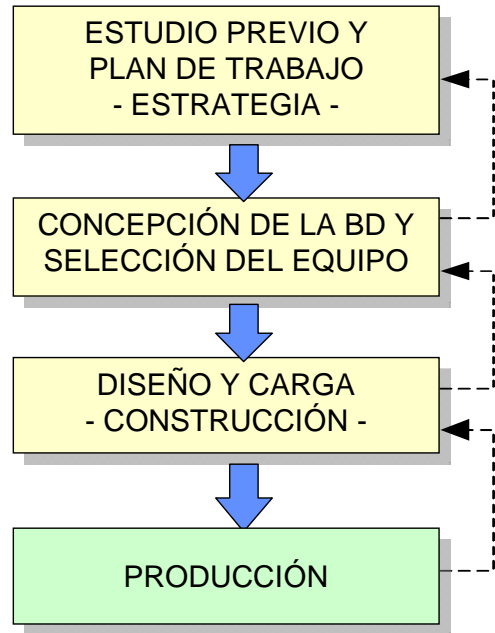 ESTUDIO PREVIO Y
PLAN DE TRABAJO
- ESTRATEGIA -
CONCEPCIÓN DE LA BD Y
SELECCIÓN DEL EQUIPO
DISEÑO Y CARGA
- CONSTRUCCIÓN -
PRODUCCIÓN